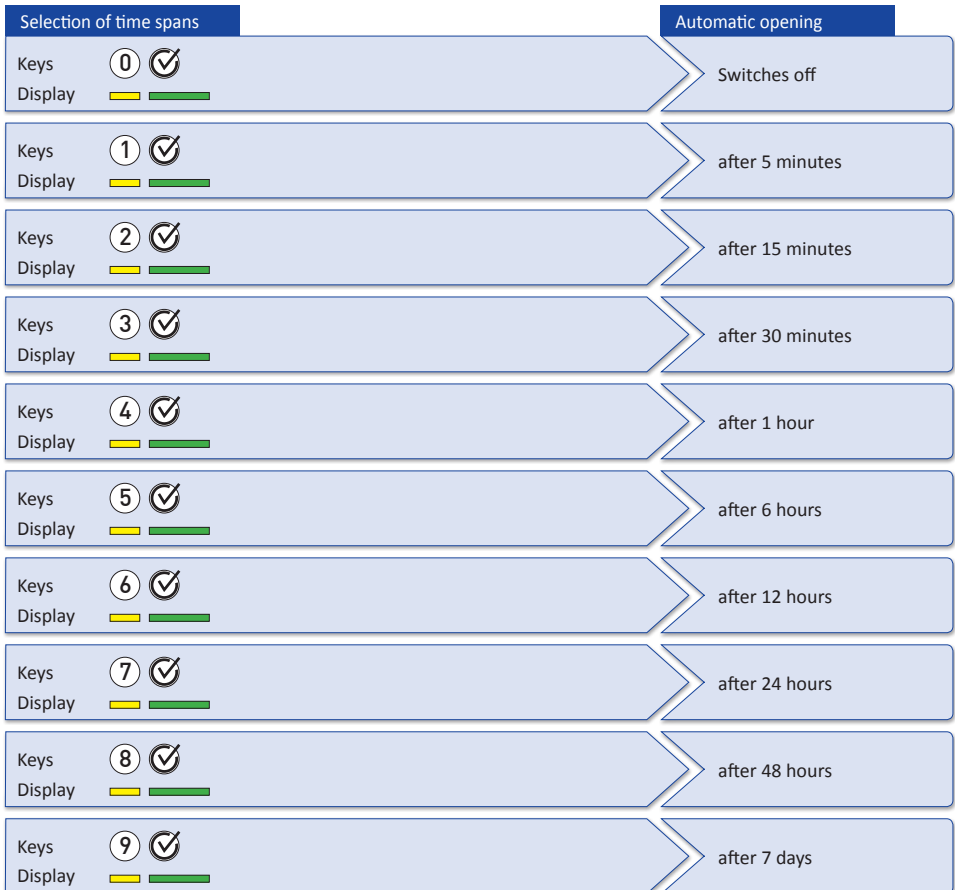 Selection of time spans Automatic opening
Keys 0
Display
Switches off
Keys 1
Display
after 5 minutes
Keys 2
Display
after 15 minutes
Keys 3
Display
after 30 minutes
Keys 4
Display
after 1 hour
Keys 5
Display
after 6 hours
Keys 6
Display
after 12 hours
Keys 7
Display
after 24 hours
Keys 8
Display
after 48 hours
Keys 9
Display
after 7 days